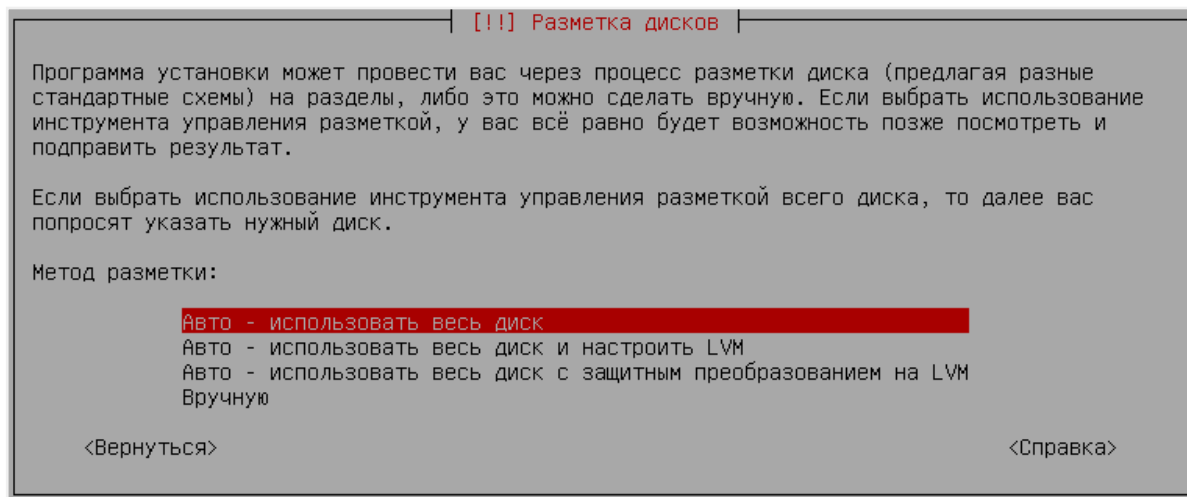 [!!] Разметка дисков
Программа установки может провести вас через процесс разметки диска (предлагая разные
стандартные схемы) на разделы, либо это можно сделать вручную. Если выбрать использование
инструмента управления разметкой, у вас всё равно будет возможность позже посмотреть и
подправить результат.
Если выбрать использование инструмента управления разметкой всего диска, то далее вас
попросят указать нужный диск.
Метод разметки:
Авто - использовать весь диск
Авто - использовать весь диск и настроить LVM
Авто - использовать весь диск с защитным преобразованием на LVM
Вручную
<Вернуться> <Справка>